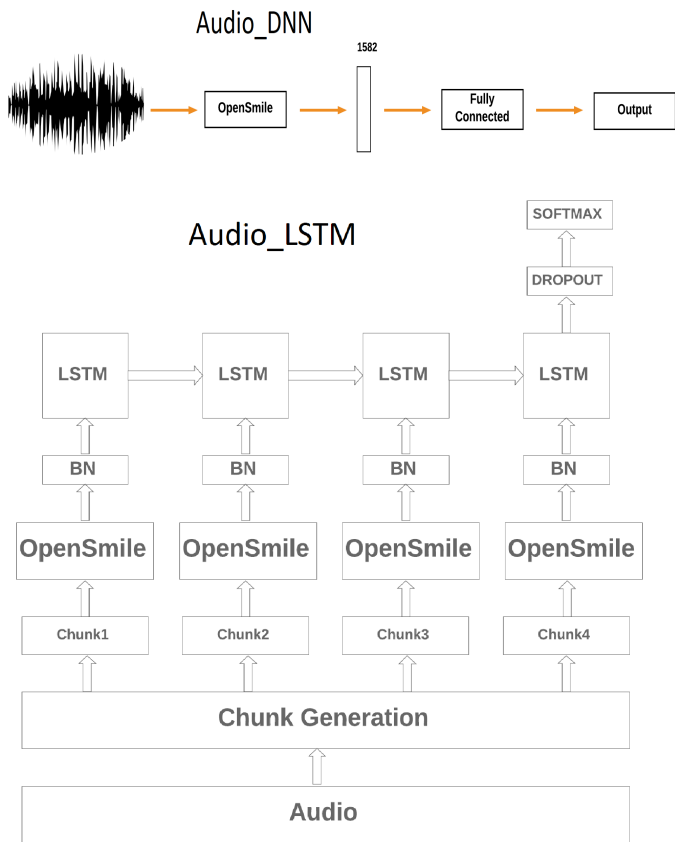 Audio_DNN
1582
OpenSmile
Fully
Connected
Output
Audio_LSTM
SOFTMAX
DROPOUT
LSTM LSTM LSTM LSTM
BN BN BN BN
OpenSmile OpenSmile OpenSmile OpenSmile
Chunk1 Chunk2 Chunk3 Chunk4
Chunk Generation
Audio